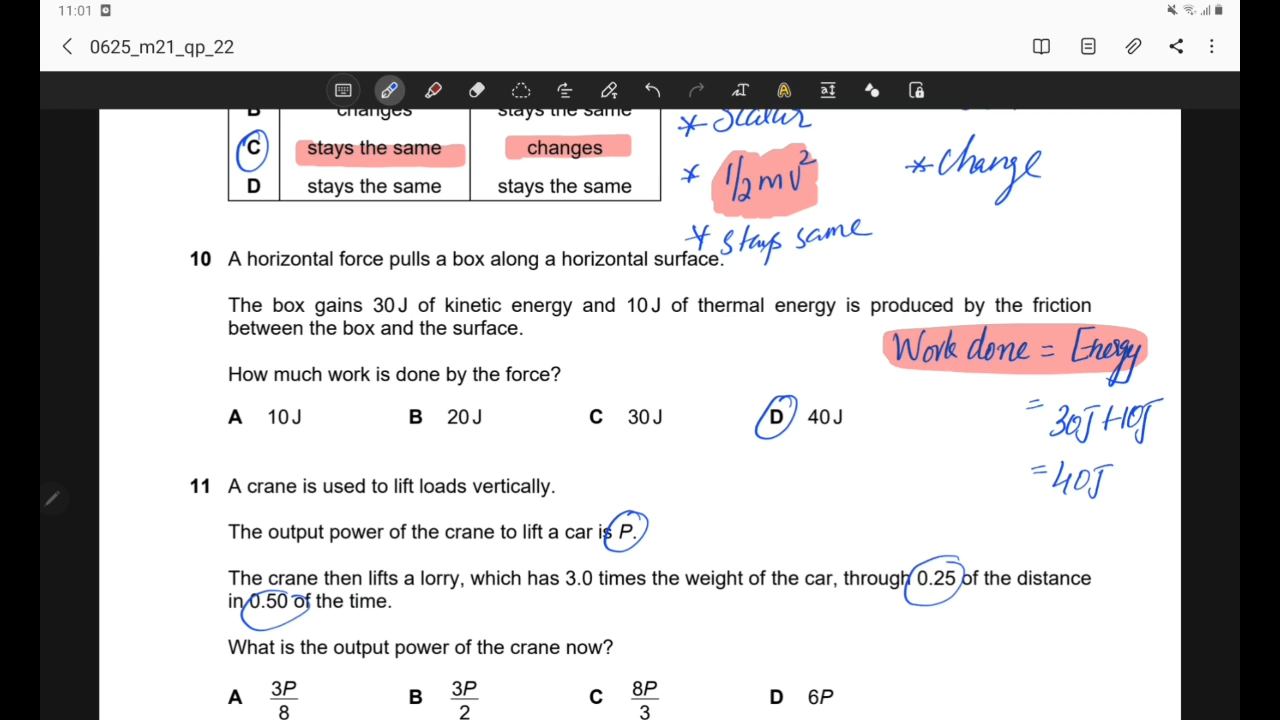 11:01
0625_m21_qp_22
B changes stays the same
* Scalar
C stays the same changes
* 1/2 mv²
* change
D stays the same stays the same
* stays same
10 A horizontal force pulls a box along a horizontal surface.
The box gains 30 J of kinetic energy and 10 J of thermal energy is produced by the friction
between the box and the surface.
Work done = Energy
How much work is done by the force?
A 10 J B 20 J C 30 J D 40 J
= 30J+10J
= 40J
11 A crane is used to lift loads vertically.
The output power of the crane to lift a car is P.
The crane then lifts a lorry, which has 3.0 times the weight of the car, through 0.25 of the distance
in 0.50 of the time.
What is the output power of the crane now?
A 3P/8 B 3P/2 C 8P/3 D 6P